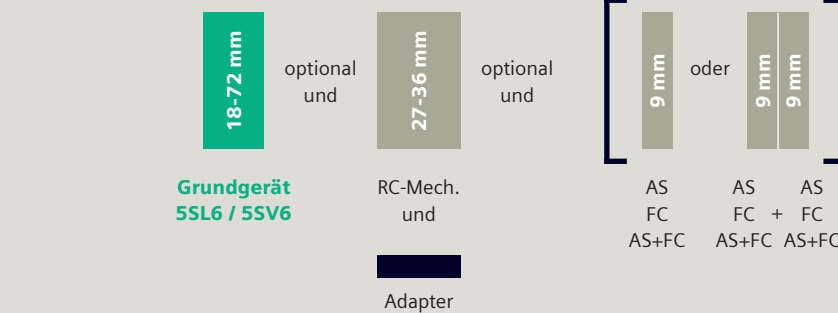 18-72 mm
optional
und
27-36 mm
optional
und
9 mm
oder
9 mm
9 mm
Grundgerät
5SL6 / 5SV6
RC-Mech.
und
Adapter
AS
FC
AS+FC
AS AS
FC + FC
AS+FC AS+FC